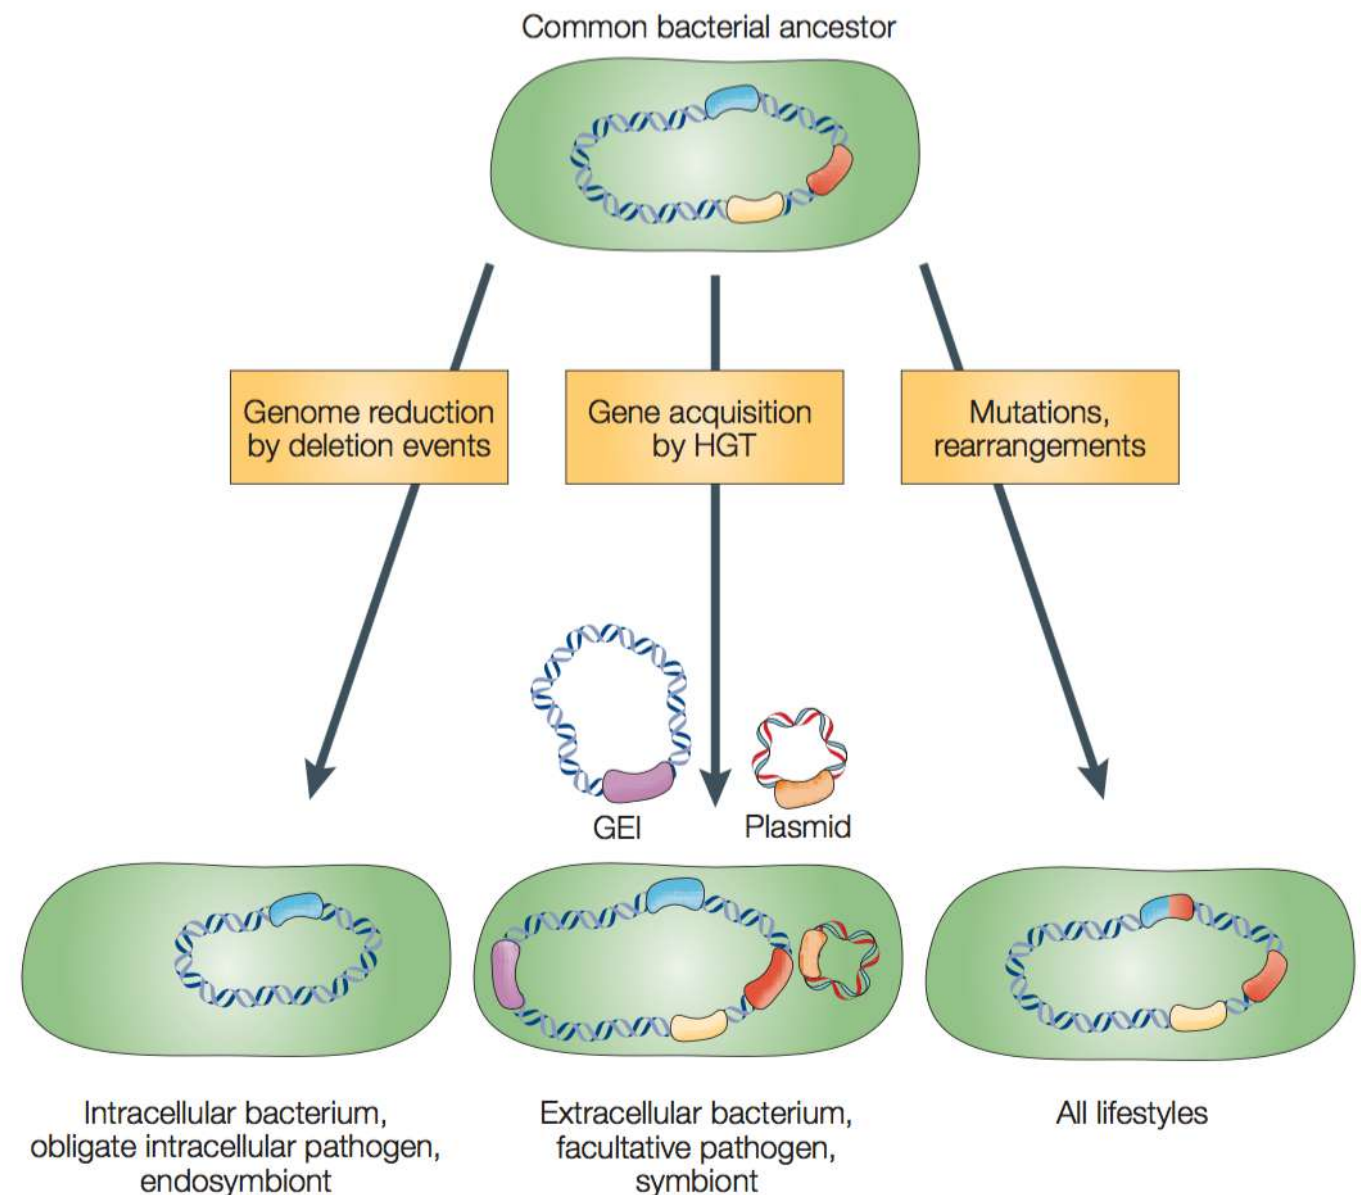 Common bacterial ancestor
Genome reduction
by deletion events
Gene acquisition
by HGT
Mutations,
rearrangements
GEI
Plasmid
Intracellular bacterium,
obligate intracellular pathogen,
endosymbiont
Extracellular bacterium,
facultative pathogen,
symbiont
All lifestyles